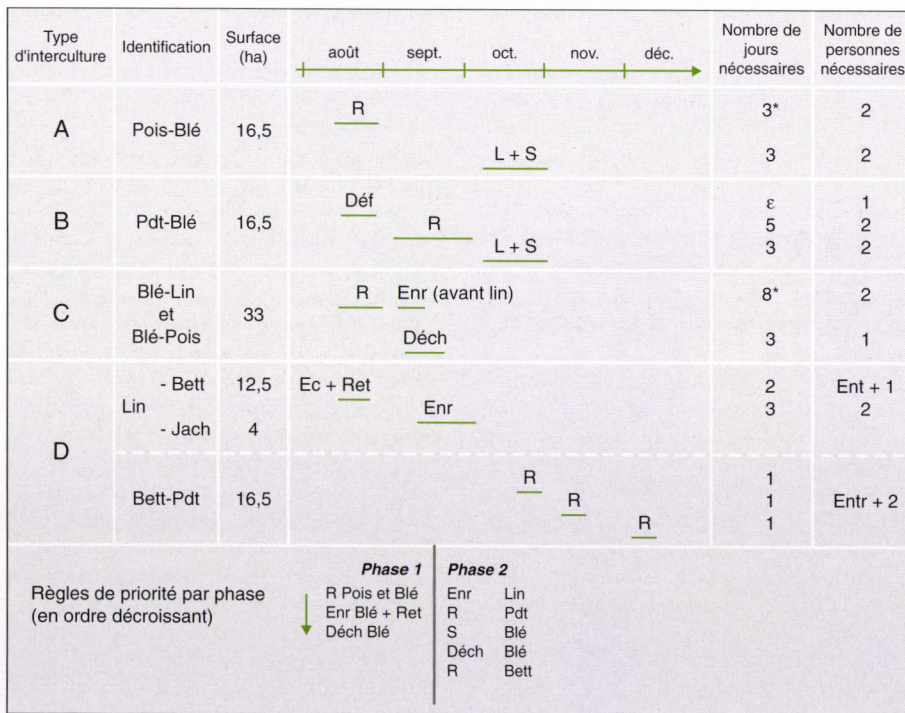 Type d'interculture Identification Surface (ha) août sept. oct. nov. déc. Nombre de jours nécessaires Nombre de personnes nécessaires
A Pois-Blé 16,5
R 3* 2
L + S 3 2
B Pdt-Blé 16,5
Déf ε 1
R 5 2
L + S 3 2
C Blé-Lin et Blé-Pois 33
R Enr (avant lin) 8* 2
Déch 3 1
D
Lin
- Bett 12,5 Ec + Ret 2 Ent + 1
Enr 3 2
- Jach 4
Bett-Pdt 16,5 Entr + 2
R 1
R 1
R 1
Règles de priorité par phase
(en ordre décroissant)
Phase 1
R Pois et Blé
Enr Blé + Ret
Déch Blé
Phase 2
Enr Lin
R Pdt
S Blé
Déch Blé
R Bett